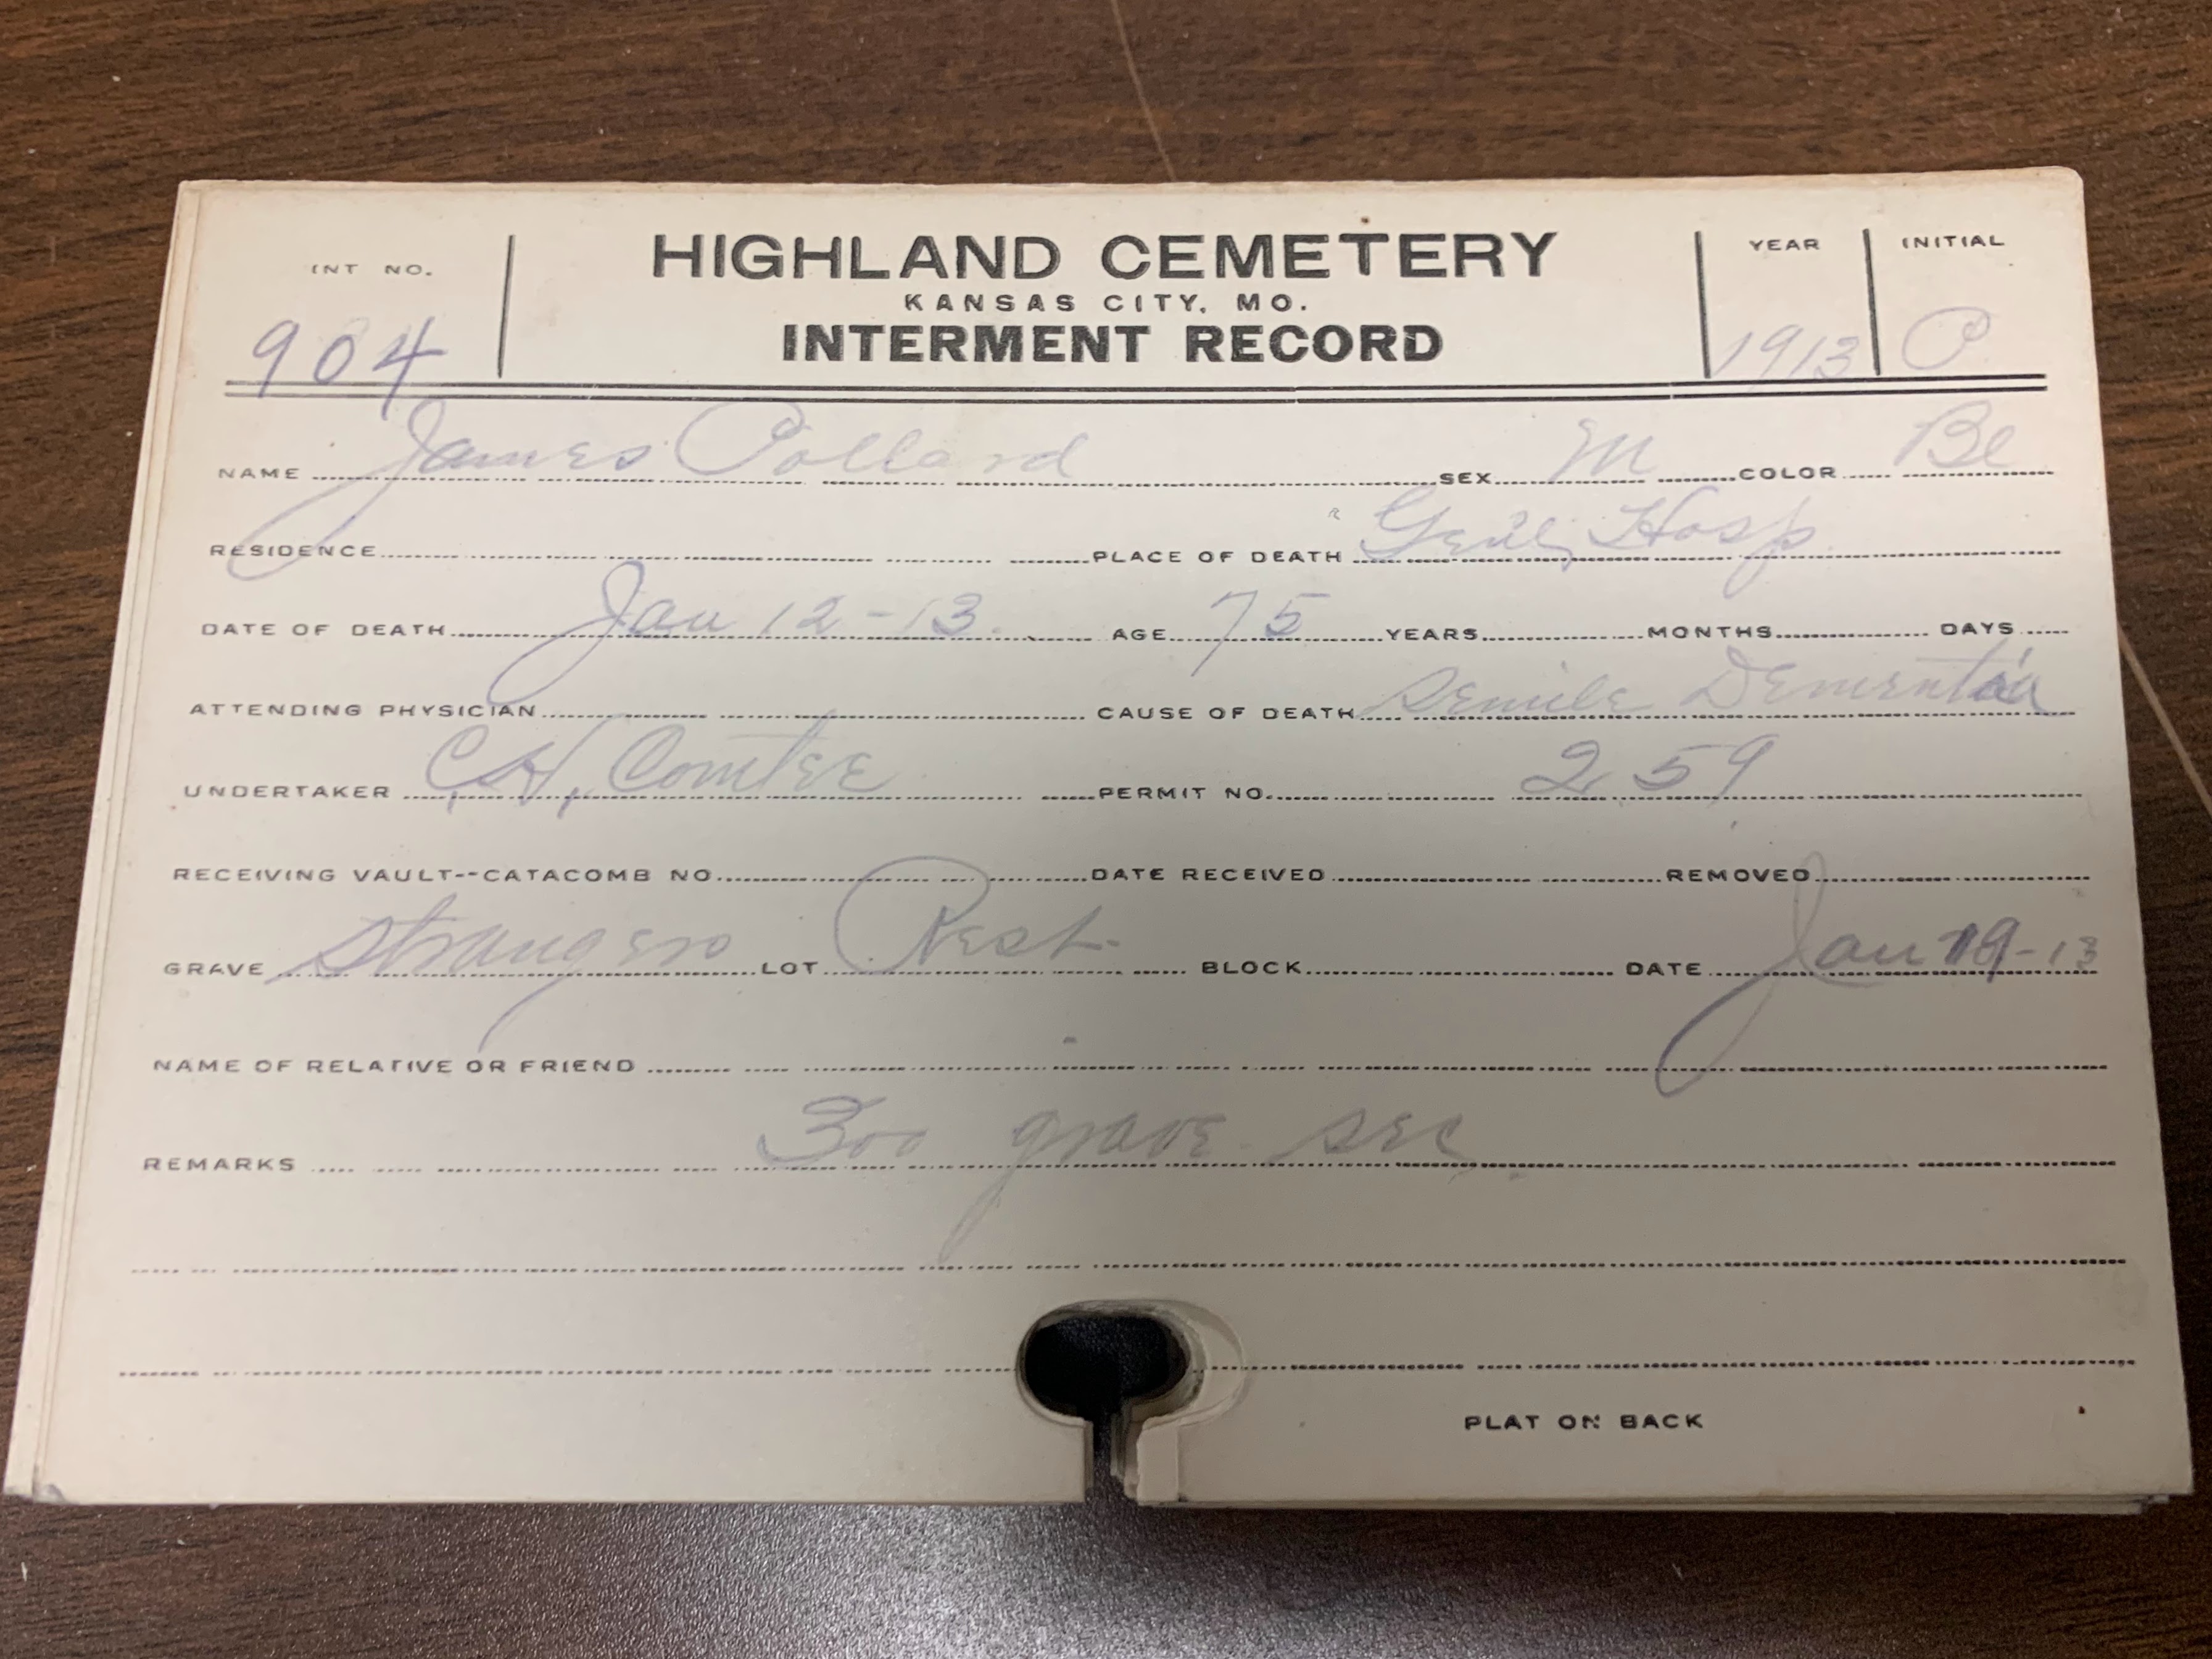 INT NO. HIGHLAND CEMETERY YEAR INITIAL
KANSAS CITY, MO.
904 INTERMENT RECORD 1913 P
NAME James Pollard SEX M COLOR Bl
RESIDENCE PLACE OF DEATH Genl, Hosp
DATE OF DEATH Jan 12-13. AGE 75 YEARS MONTHS DAYS
ATTENDING PHYSICIAN CAUSE OF DEATH Senile Dementia
UNDERTAKER C,H, Comtee PERMIT NO. 259
RECEIVING VAULT--CATACOMB NO. DATE RECEIVED REMOVED
GRAVE Strangers LOT Rest BLOCK DATE Jan -13
NAME OF RELATIVE OR FRIEND
REMARKS 300 grave sec
PLAT ON BACK